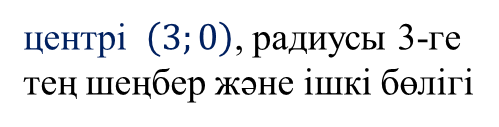 центрі (3; 0), радиусы 3-ге
тең шеңбер және ішкі бөлігі